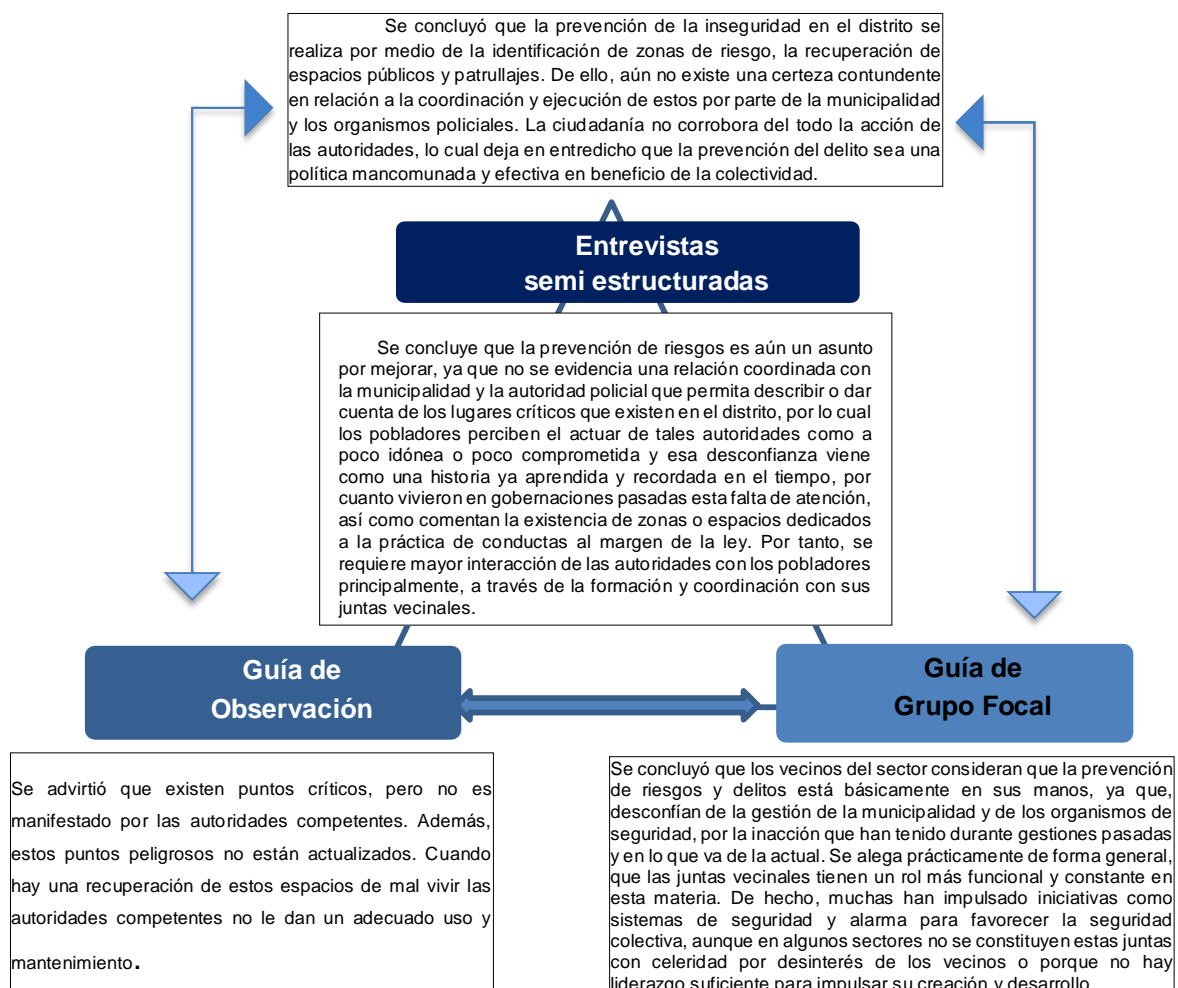 Se concluyó que la prevención de la inseguridad en el distrito se
realiza por medio de la identificación de zonas de riesgo, la recuperación de
espacios públicos y patrullajes. De ello, aún no existe una certeza contundente
en relación a la coordinación y ejecución de estos por parte de la municipalidad
y los organismos policiales. La ciudadanía no corrobora del todo la acción de
las autoridades, lo cual deja en entredicho que la prevención del delito sea una
política mancomunada y efectiva en beneficio de la colectividad.
Entrevistas
semi estructuradas
Se concluye que la prevención de riesgos es aún un asunto
por mejorar, ya que no se evidencia una relación coordinada con
la municipalidad y la autoridad policial que permita describir o dar
cuenta de los lugares críticos que existen en el distrito, por lo cual
los pobladores perciben el actuar de tales autoridades como a
poco idónea o poco comprometida y esa desconfianza viene
como una historia ya aprendida y recordada en el tiempo, por
cuanto vivieron en gobernaciones pasadas esta falta de atención,
así como comentan la existencia de zonas o espacios dedicados
a la práctica de conductas al margen de la ley. Por tanto, se
requiere mayor interacción de las autoridades con los pobladores
principalmente, a través de la formación y coordinación con sus
juntas vecinales.
Guía de
Observación
Guía de
Grupo Focal
Se advirtió que existen puntos críticos, pero no es
manifestado por las autoridades competentes. Además,
estos puntos peligrosos no están actualizados. Cuando
hay una recuperación de estos espacios de mal vivir las
autoridades competentes no le dan un adecuado uso y
mantenimiento.
Se concluyó que los vecinos del sector consideran que la prevención
de riesgos y delitos está básicamente en sus manos, ya que,
desconfían de la gestión de la municipalidad y de los organismos de
seguridad, por la inacción que han tenido durante gestiones pasadas
y en lo que va de la actual. Se alega prácticamente de forma general,
que las juntas vecinales tienen un rol más funcional y constante en
esta materia. De hecho, muchas han impulsado iniciativas como
sistemas de seguridad y alarma para favorecer la seguridad
colectiva, aunque en algunos sectores no se constituyen estas juntas
con celeridad por desinterés de los vecinos o porque no hay
liderazgo suficiente para impulsar su creación y desarrollo.